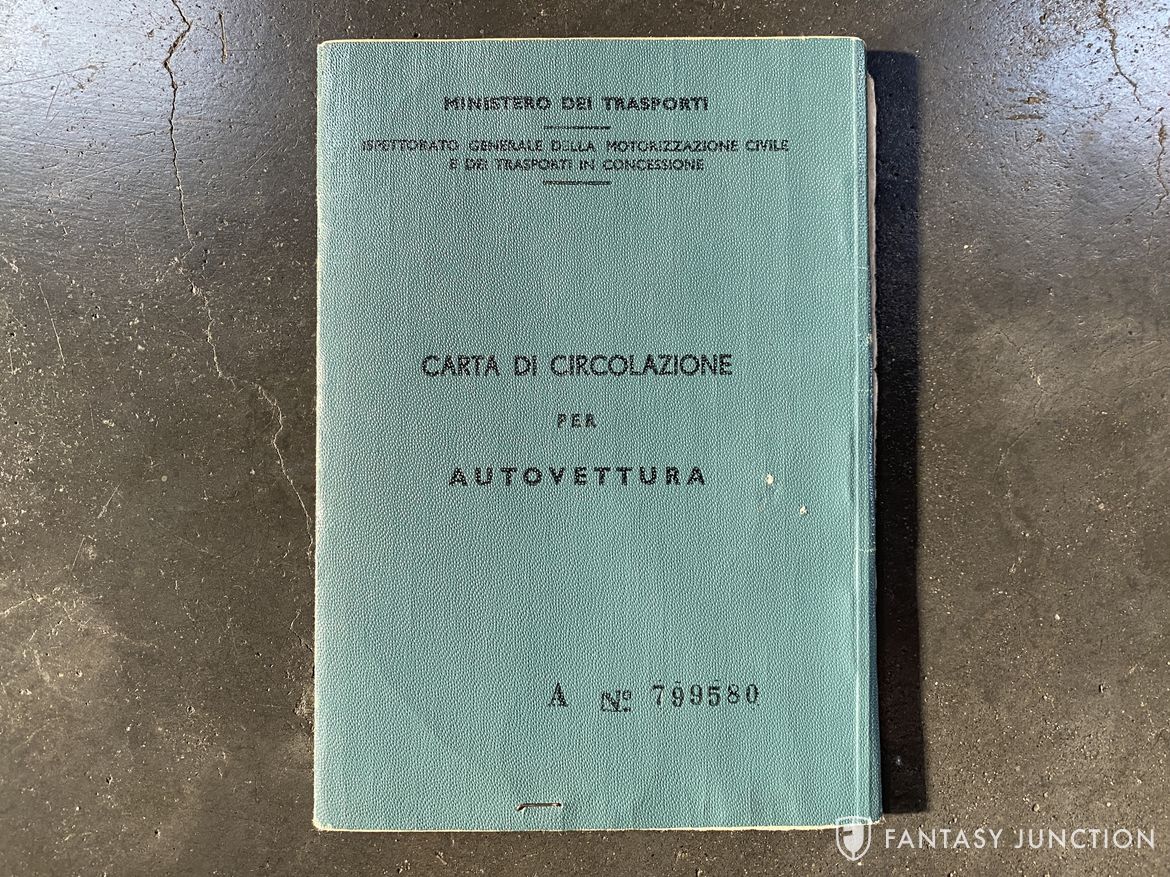 MINISTERO DEI TRASPORTI
ISPETTORATO GENERALE DELLA MOTORIZZAZIONE CIVILE
E DEI TRASPORTI IN CONCESSIONE
CARTA DI CIRCOLAZIONE
PER
AUTOVETTURA
A Nº 799580
FANTASY JUNCTION